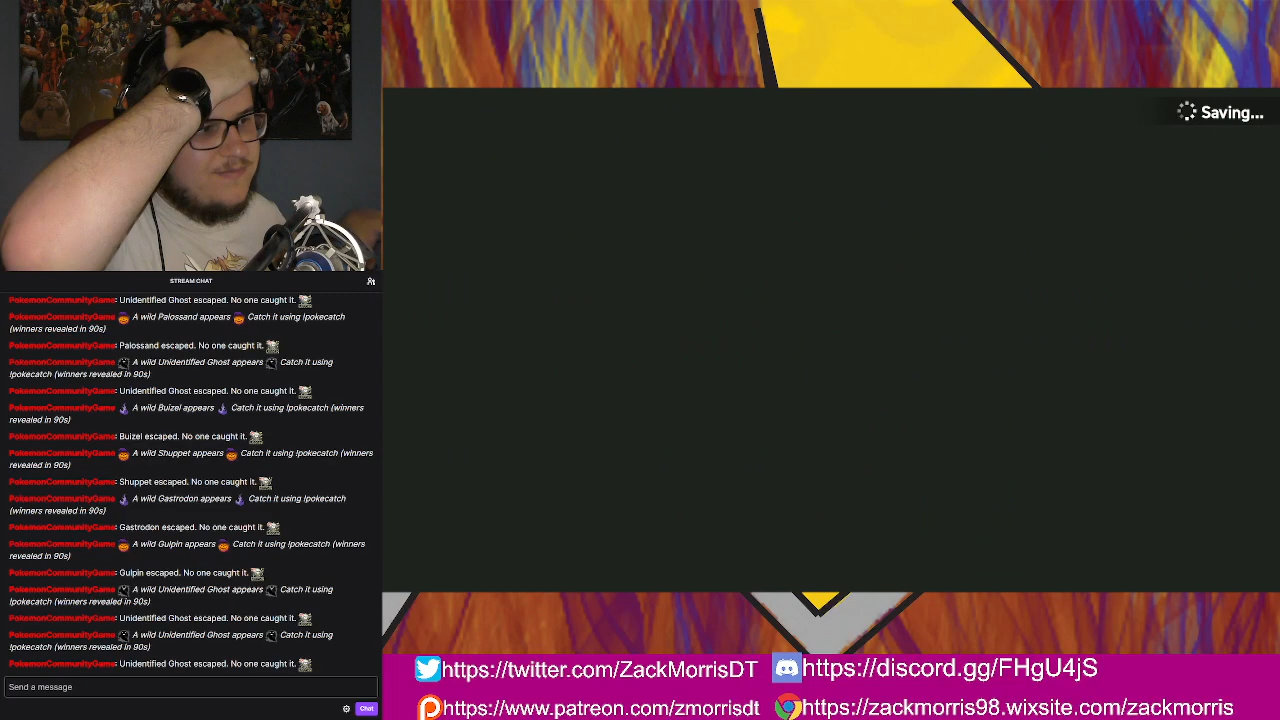 Saving...
STREAM CHAT
PokemonCommunityGame: Unidentified Ghost escaped. No one caught it.
PokemonCommunityGame A wild Palossand appears Catch it using !pokecatch
(winners revealed in 90s)
PokemonCommunityGame: Palossand escaped. No one caught it.
PokemonCommunityGame A wild Unidentified Ghost appears Catch it using
!pokecatch (winners revealed in 90s)
PokemonCommunityGame: Unidentified Ghost escaped. No one caught it.
PokemonCommunityGame A wild Buizel appears Catch it using !pokecatch (winners
revealed in 90s)
PokemonCommunityGame: Buizel escaped. No one caught it.
PokemonCommunityGame A wild Shuppet appears Catch it using !pokecatch (winners
revealed in 90s)
PokemonCommunityGame: Shuppet escaped. No one caught it.
PokemonCommunityGame A wild Gastrodon appears Catch it using !pokecatch
(winners revealed in 90s)
PokemonCommunityGame: Gastrodon escaped. No one caught it.
PokemonCommunityGame A wild Gulpin appears Catch it using !pokecatch (winners
revealed in 90s)
PokemonCommunityGame: Gulpin escaped. No one caught it.
PokemonCommunityGame A wild Unidentified Ghost appears Catch it using
!pokecatch (winners revealed in 90s)
PokemonCommunityGame: Unidentified Ghost escaped. No one caught it.
PokemonCommunityGame A wild Unidentified Ghost appears Catch it using
!pokecatch (winners revealed in 90s)
PokemonCommunityGame: Unidentified Ghost escaped. No one caught it.
Send a message
Chat
https://twitter.com/ZackMorrisDT https://discord.gg/FHgU4jS
https://www.patreon.com/zmorrisdt https://zackmorris98.wixsite.com/zackmorris